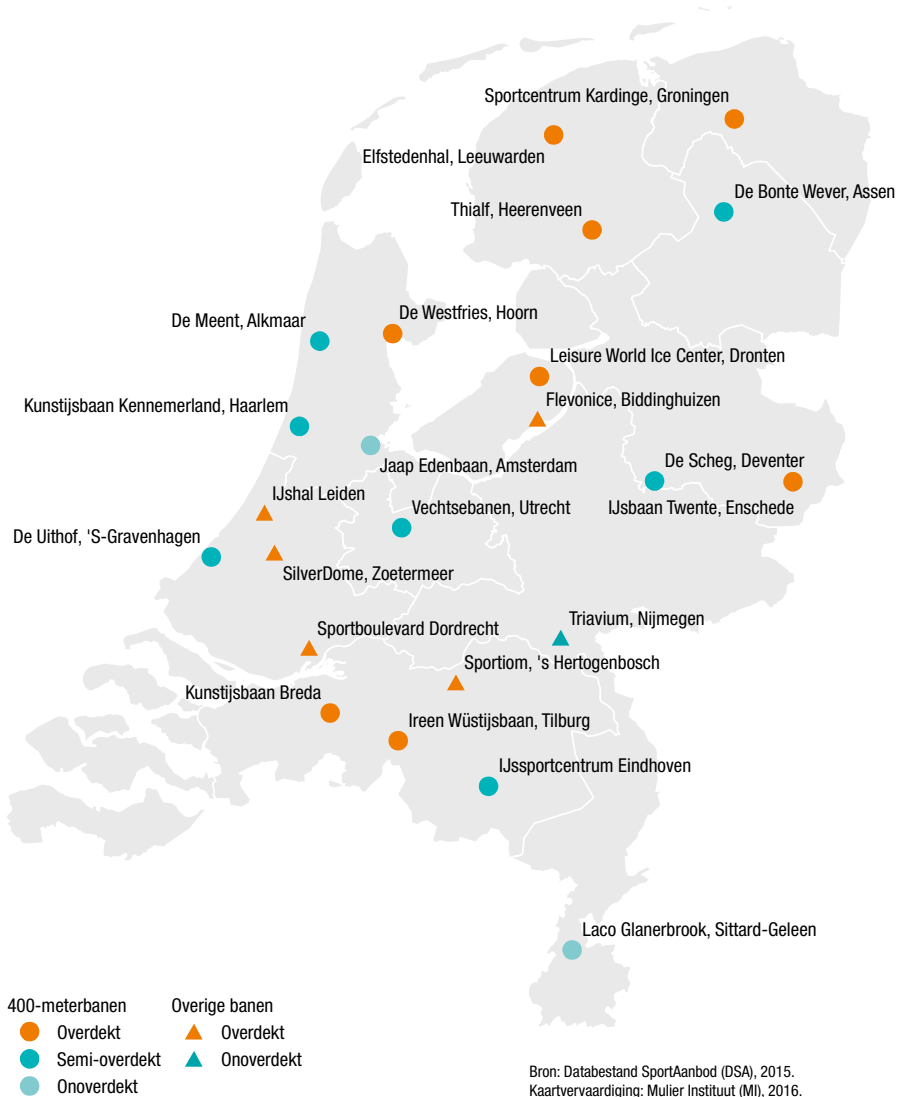 Sportcentrum Kardinge, Groningen
Elfstedenhal, Leeuwarden
De Bonte Wever, Assen
Thialf, Heerenveen
De Westfries, Hoorn
De Meent, Alkmaar
Leisure World Ice Center, Dronten
Flevonice, Biddinghuizen
Kunstijsbaan Kennemerland, Haarlem
Jaap Edenbaan, Amsterdam
De Scheg, Deventer
IJshal Leiden
Vechtsebanen, Utrecht
IJsbaan Twente, Enschede
De Uithof, 'S-Gravenhagen
SilverDome, Zoetermeer
Triavium, Nijmegen
Sportboulevard Dordrecht
Sportiom, 's Hertogenbosch
Kunstijsbaan Breda
Ireen Wüstijsbaan, Tilburg
IJssportcentrum Eindhoven
Laco Glanerbrook, Sittard-Geleen
400-meterbanen
Overdekt
Semi-overdekt
Onoverdekt
Overige banen
Overdekt
Onoverdekt
Bron: Databestand SportAanbod (DSA), 2015.
Kaartvervaardiging: Mulier Instituut (MI), 2016.